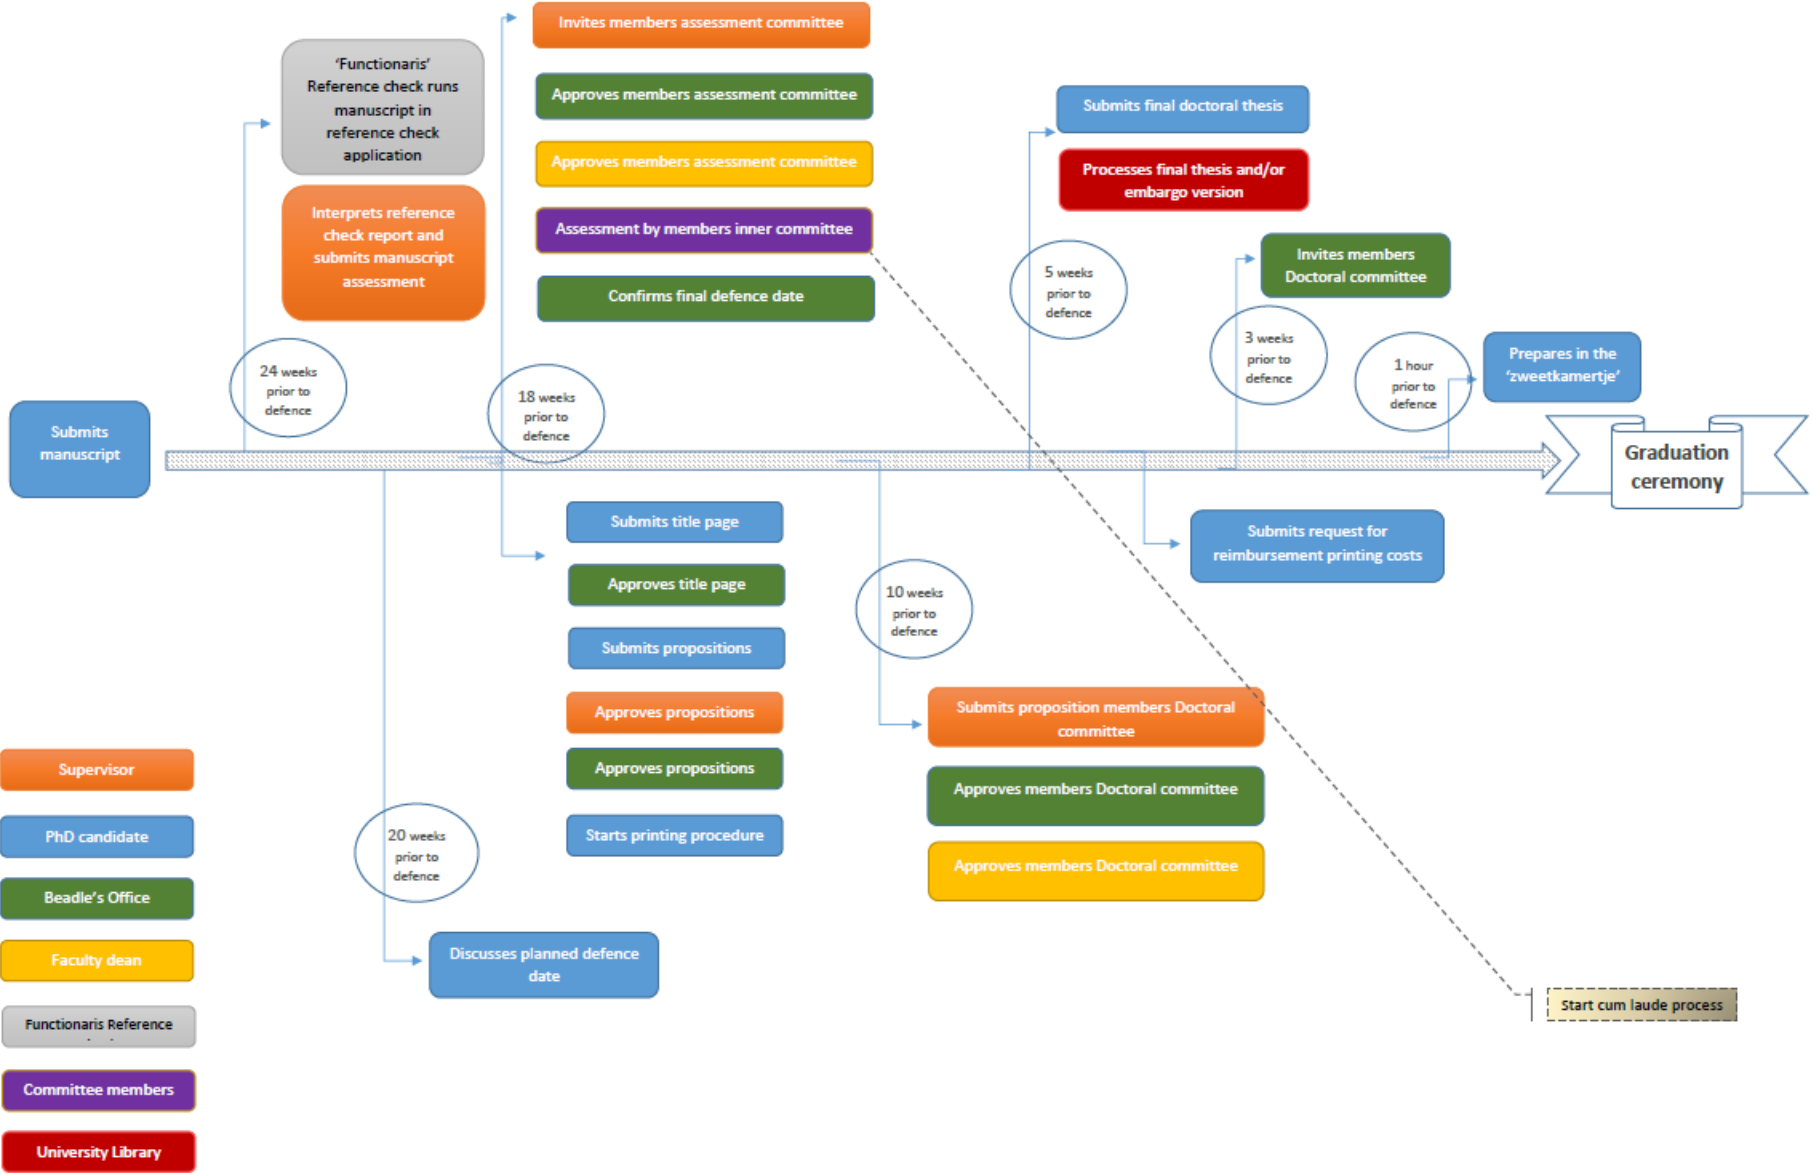 Invites members assessment committee
'Functionaris'
Reference check runs
manuscript in
reference check
application
Approves members assessment committee
Approves members assessment committee
Assessment by members inner committee
Confirms final defence date
Interprets reference
check report and
submits manuscript
assessment
Submits final doctoral thesis
Processes final thesis and/or
embargo version
Invites members
Doctoral committee
24 weeks
prior to
defence
18 weeks
prior to
defence
5 weeks
prior to
defence
3 weeks
prior to
defence
1 hour
prior to
defence
Prepares in the
'zweetkamertje'
Submits
manuscript
Graduation
ceremony
Submits title page
Approves title page
Submits propositions
Approves propositions
Approves propositions
Starts printing procedure
Submits request for
reimbursement printing costs
10 weeks
prior to
defence
Submits proposition members Doctoral
committee
Approves members Doctoral committee
Approves members Doctoral committee
20 weeks
prior to
defence
Discusses planned defence
date
Start cum laude process
Supervisor
PhD candidate
Beadle's Office
Faculty dean
Functionaris Reference
Committee members
University Library